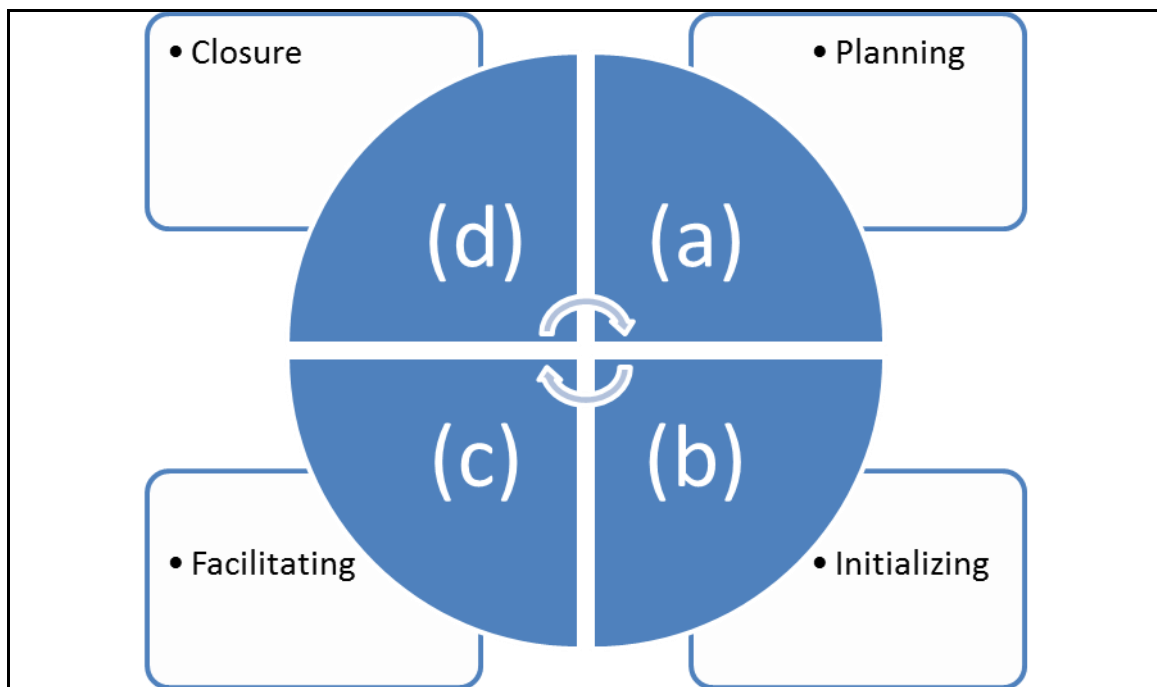 • Closure
• Planning
(d)
(a)
(c)
(b)
• Facilitating
• Initializing